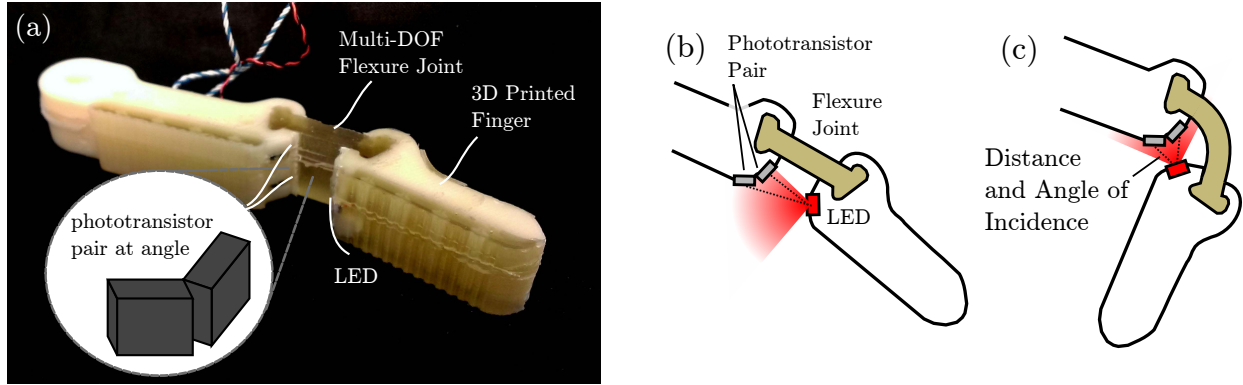 (a)
Multi-DOF
Flexure Joint
3D Printed
Finger
phototransistor
pair at angle
LED
(b)
Phototransistor
Pair
Flexure
Joint
LED
(c)
Distance
and Angle of
Incidence